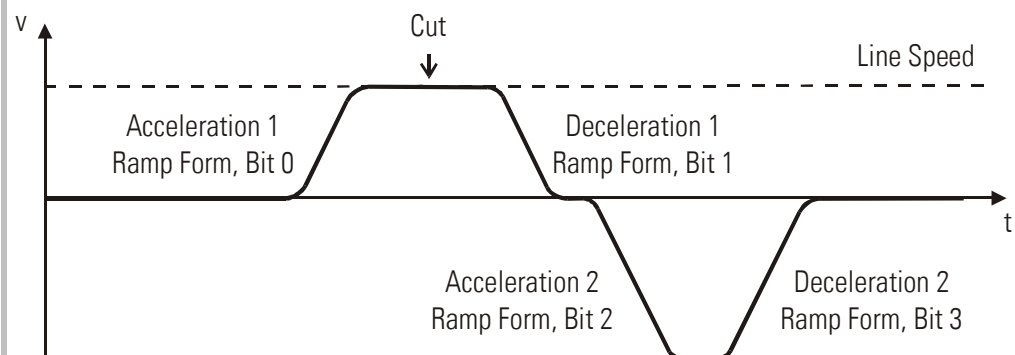 v
Cut
Line Speed
Acceleration 1
Ramp Form, Bit 0
Deceleration 1
Ramp Form, Bit 1
t
Acceleration 2
Ramp Form, Bit 2
Deceleration 2
Ramp Form, Bit 3